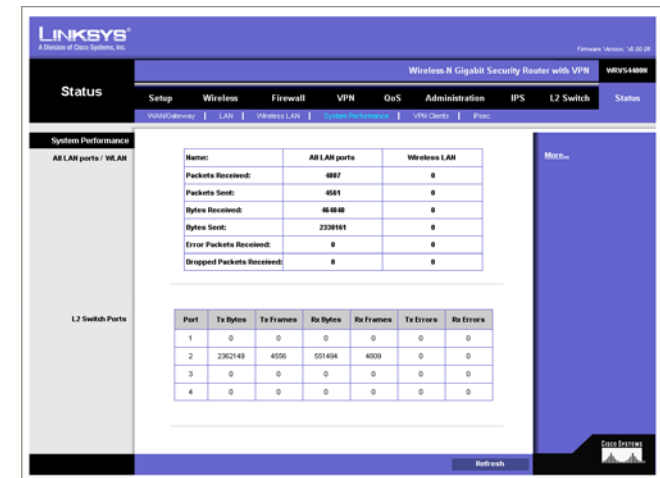 LINKSYS®
A Division of Cisco Systems, Inc.
Firmware Version: V0.00.06
Wireless-N Gigabit Security Router with VPN WRVS4400N
Status
Setup Wireless Firewall VPN QoS Administration IPS L2 Switch Status
WAN/Gateway | LAN | Wireless LAN | System Performance | VPN Clients | IPsec
System Performance
All LAN ports / WLAN
More...
Name: All LAN ports Wireless LAN
Packets Received: 4807 0
Packets Sent: 4561 0
Bytes Received: 464840 0
Bytes Sent: 2338161 0
Error Packets Received: 0 0
Dropped Packets Received: 0 0
L2 Switch Ports
Port Tx Bytes Tx Frames Rx Bytes Rx Frames Tx Errors Rx Errors
1 0 0 0 0 0 0
2 2362149 4556 551494 4809 0 0
3 0 0 0 0 0 0
4 0 0 0 0 0 0
Refresh
CISCO SYSTEMS